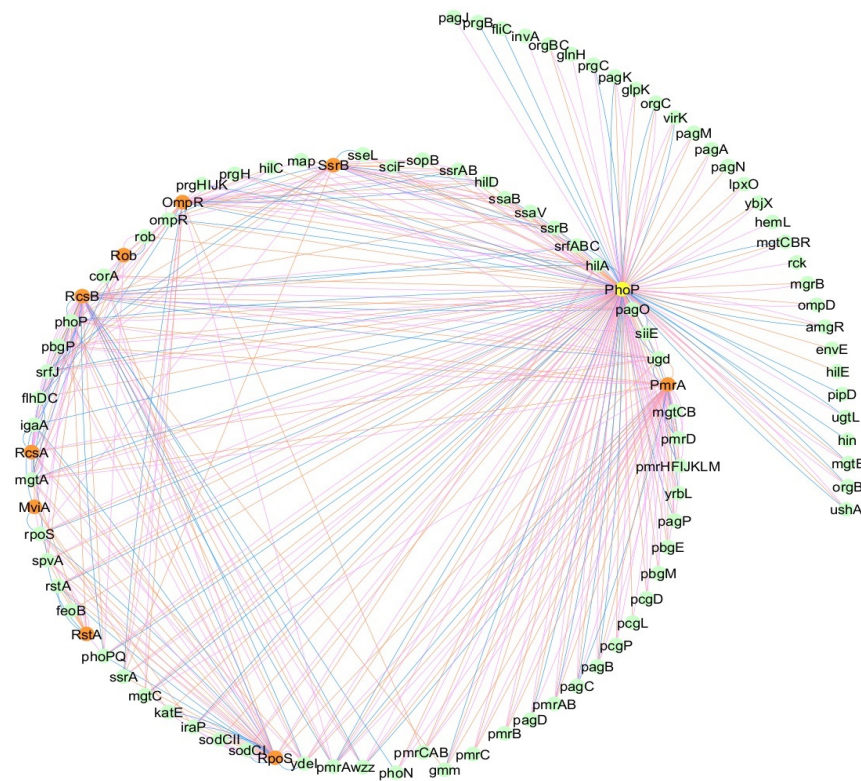 pagJ
prgB
fliC
invA
orgBC
glnH
prgC
pagK
glpK
orgC
virK
pagM
pagA
pagN
lpxO
ybjX
hemL
mgtCBR
rck
mgrB
ompD
amgR
envE
hilE
pipD
ugtL
hin
mgtB
orgB
ushA
PhoP
hilA
srfABC
ssrB
ssaV
ssaB
hilD
ssrAB
sopB
sciF
sseL
SsrB
map
hilC
prgH
prgHIJK
OmpR
ompR
rob
Rob
corA
RcsB
phoP
pbgP
srfJ
flhDC
igaA
RcsA
mgtA
MviA
rpoS
spvA
rstA
feoB
RstA
phoPQ
ssrA
mgtC
katE
iraP
sodCII
sodCI
RpoS
ydeI
pmrA
wzz
phoN
pmrCAB
gmm
pmrC
pmrB
pagD
pmrAB
pagC
pagB
pcgP
pcgL
pcgD
pbgM
pbgE
pagP
yrbL
pmrHFIJKLM
pmrD
mgtCB
PmrA
ugd
siiE
pagO